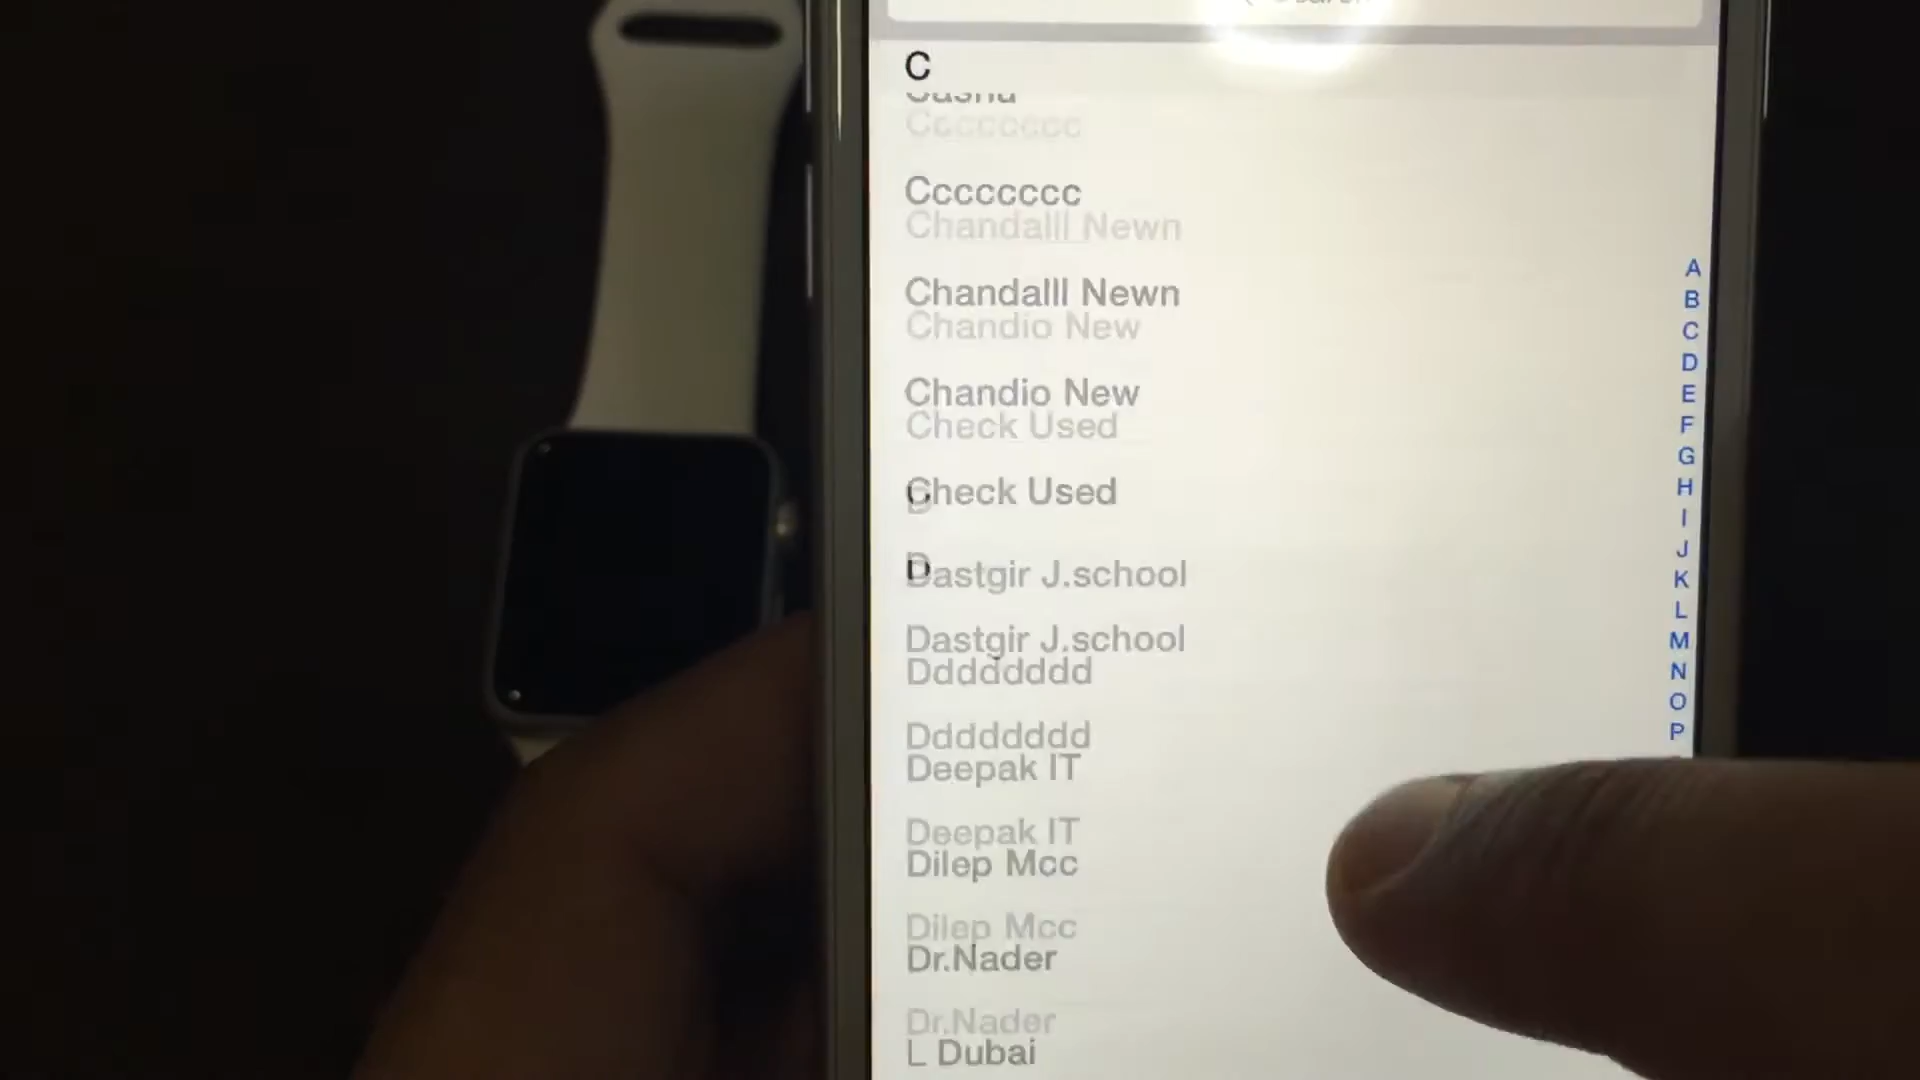 C
Cccccccc
Cccccccc
Chandalll Newn
Chandalll Newn
Chandio New
Chandio New
Check Used
Check Used
D
D
Dastgir J.school
Dastgir J.school
Dddddddd
Dddddddd
Deepak IT
Deepak IT
Dilep Mcc
Dilep Mcc
Dr.Nader
Dr.Nader
L Dubai
A
B
C
D
E
F
G
H
I
J
K
L
M
N
O
P